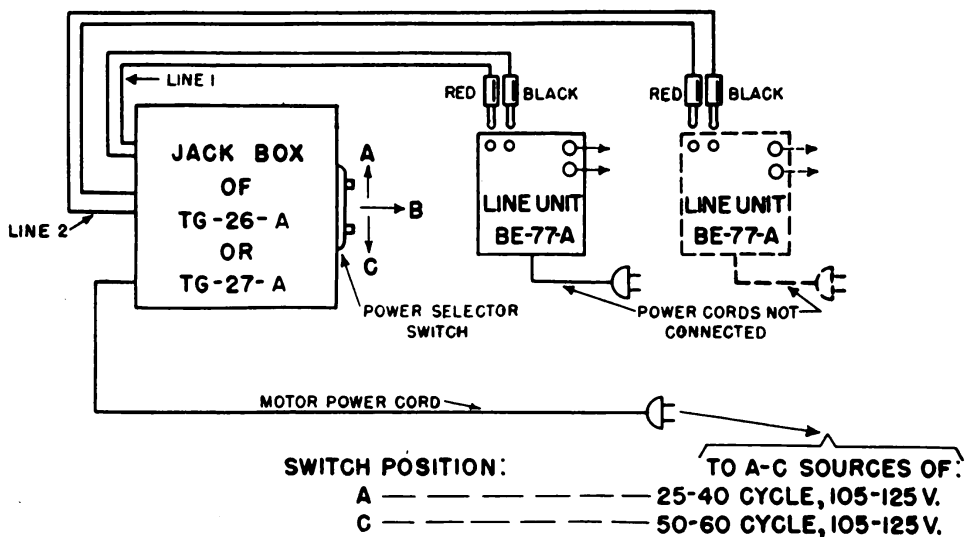 LINE 1
RED
BLACK
RED
BLACK
JACK BOX
OF
TG-26-A
OR
TG-27-A
A
B
C
LINE UNIT
BE-77-A
LINE UNIT
BE-77-A
LINE 2
POWER SELECTOR
SWITCH
POWER CORDS NOT
CONNECTED
MOTOR POWER CORD
SWITCH POSITION:
TO A-C SOURCES OF:
A — — — — — 25-40 CYCLE, 105-125 V.
C — — — — — 50-60 CYCLE, 105-125 V.